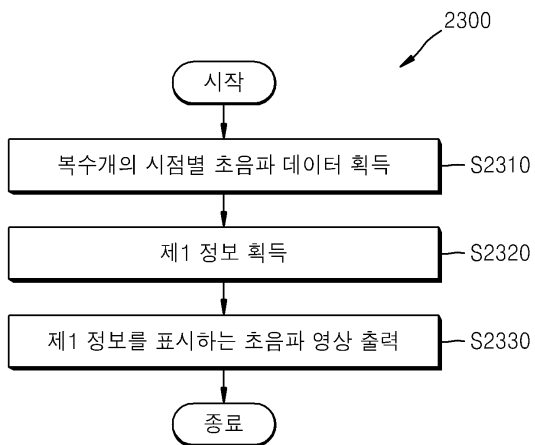 2300
시작
복수개의 시점별 초음파 데이터 획득
S2310
제1 정보 획득
S2320
제1 정보를 표시하는 초음파 영상 출력
S2330
종료